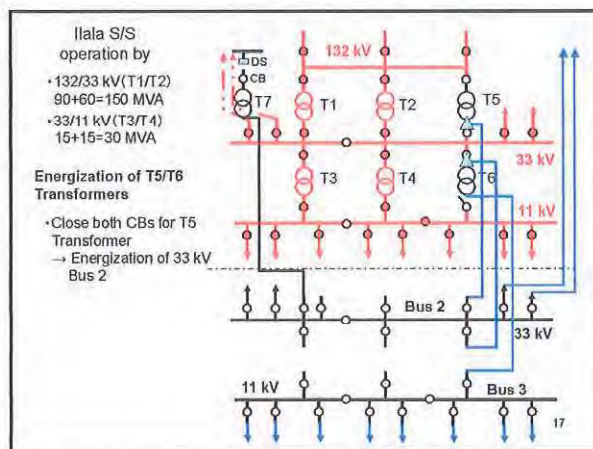 Ilala S/S
operation by
•132/33 kV(T1/T2)
90+60=150 MVA
•33/11 kV(T3/T4)
15+15=30 MVA
Energization of T5/T6
Transformers
•Close both CBs for T5
Transformer
→ Energization of 33 kV
Bus 2
DS
CB
T7
132 kV
T1
T2
T5
33 kV
T3
T4
T6
11 kV
Bus 2
33 kV
11 kV
Bus 3
17